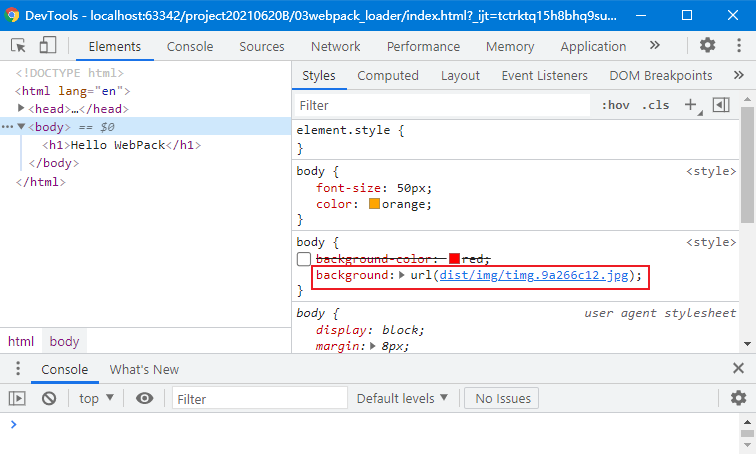 DevTools - localhost:63342/project20210620B/03webpack_loader/index.html?_ijt=tctrktq15h8bhq9su...
Elements Console Sources Network Performance Memory Application »
<!DOCTYPE html>
<html lang="en">
<head>…</head>
<body> == $0
<h1>Hello WebPack</h1>
</body>
</html>
html body
Styles Computed Layout Event Listeners DOM Breakpoints »
Filter :hov .cls +
element.style {
}
body { <style>
font-size: 50px;
color: orange;
}
body { <style>
background-color: red;
background: url(dist/img/timg.9a266c12.jpg);
}
body { user agent stylesheet
display: block;
margin: 8px;
Console What's New
top Filter Default levels No Issues